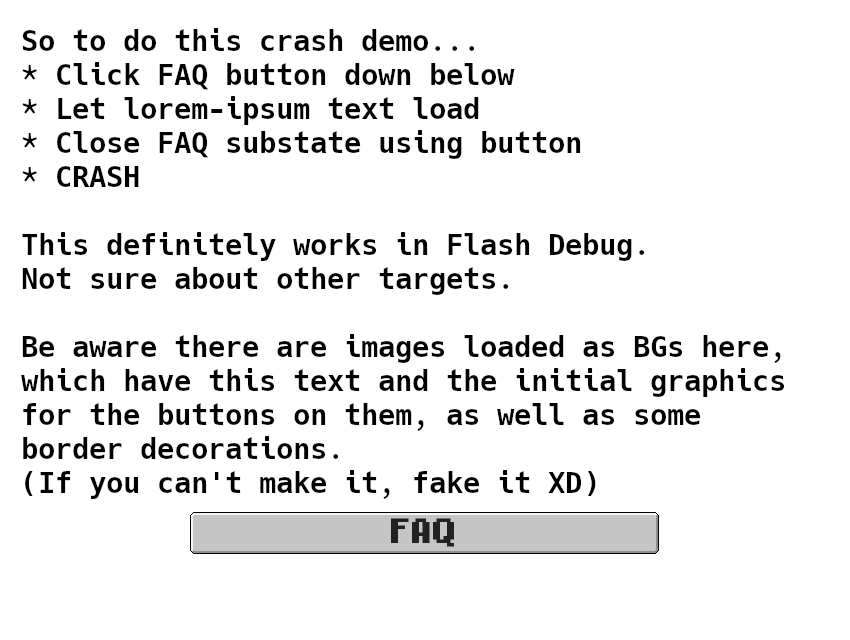 So to do this crash demo...
* Click FAQ button down below
* Let lorem-ipsum text load
* Close FAQ substate using button
* CRASH
This definitely works in Flash Debug.
Not sure about other targets.
Be aware there are images loaded as BGs here,
which have this text and the initial graphics
for the buttons on them, as well as some
border decorations.
(If you can't make it, fake it XD)
FAQ